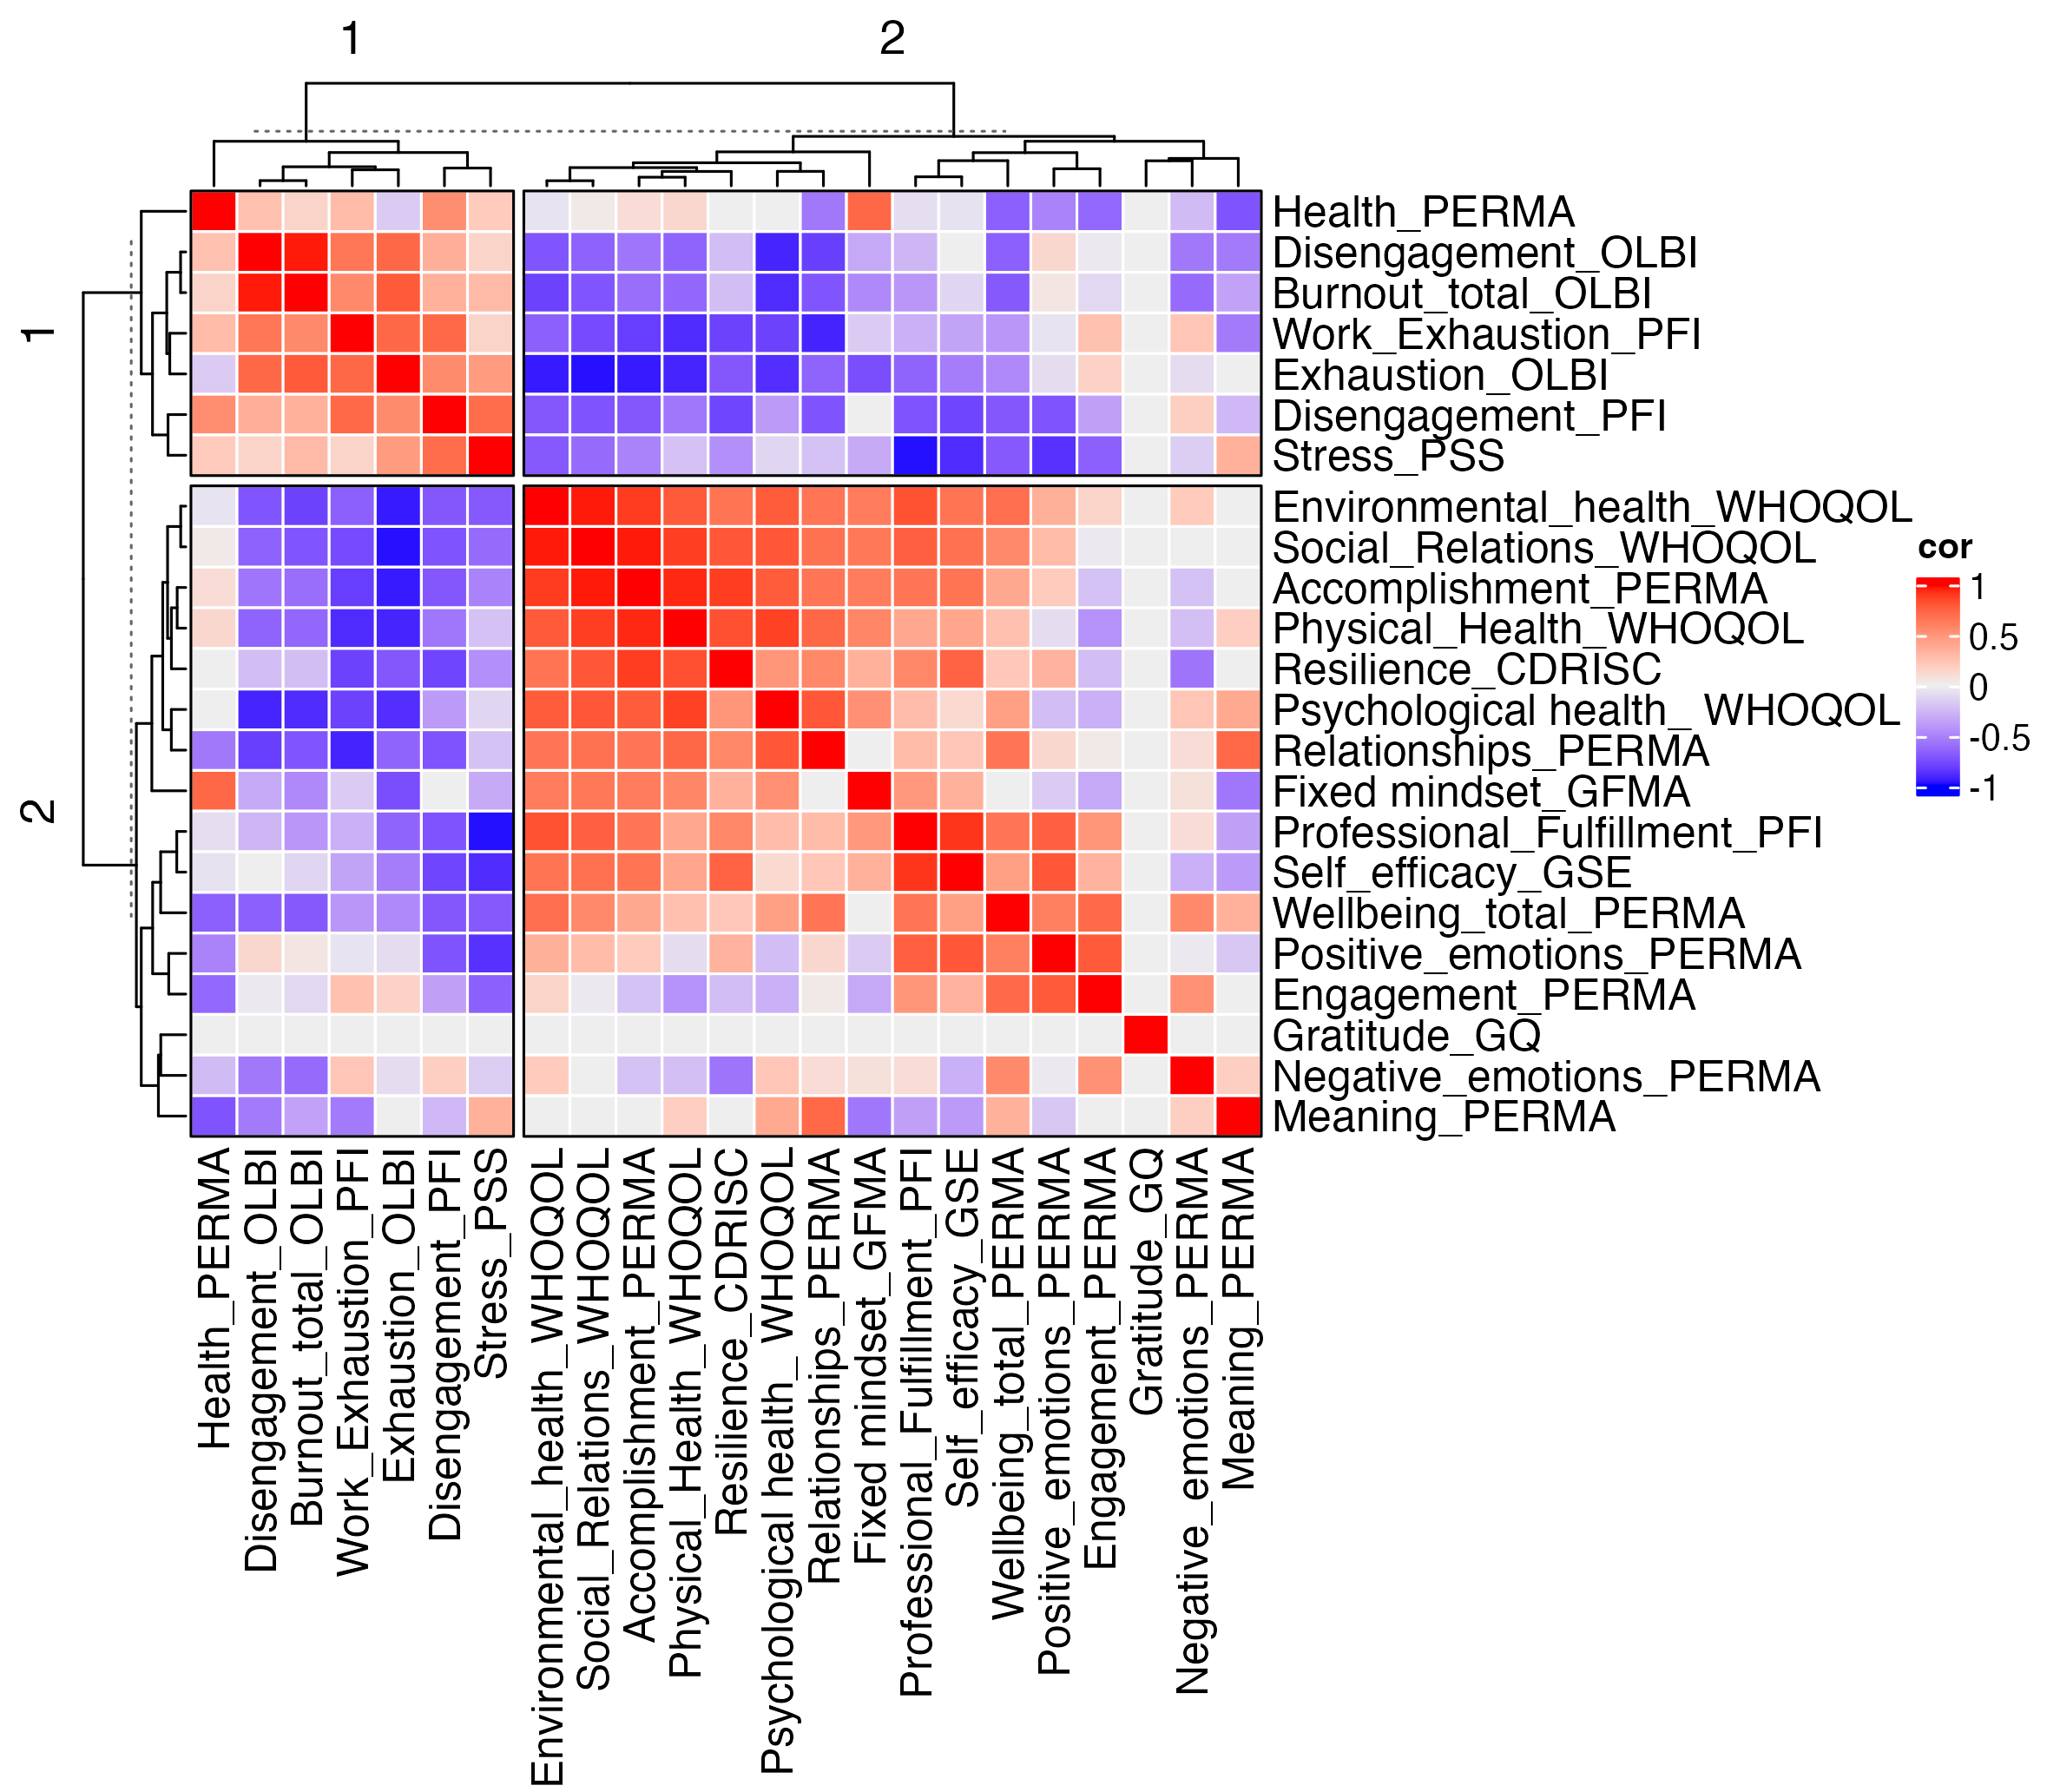 1
2
1
2
Health_PERMA
Disengagement_OLBI
Burnout_total_OLBI
Work_Exhaustion_PFI
Exhaustion_OLBI
Disengagement_PFI
Stress_PSS
Environmental_health_WHOQOL
Social_Relations_WHOQOL
Accomplishment_PERMA
Physical_Health_WHOQOL
Resilience_CDRISC
Psychological health_ WHOQOL
Relationships_PERMA
Fixed mindset_GFMA
Professional_Fulfillment_PFI
Self_efficacy_GSE
Wellbeing_total_PERMA
Positive_emotions_PERMA
Engagement_PERMA
Gratitude_GQ
Negative_emotions_PERMA
Meaning_PERMA
cor
1
0.5
0
-0.5
-1
Health_PERMA
Disengagement_OLBI
Burnout_total_OLBI
Work_Exhaustion_PFI
Exhaustion_OLBI
Disengagement_PFI
Stress_PSS
Environmental_health_WHOQOL
Social_Relations_WHOQOL
Accomplishment_PERMA
Physical_Health_WHOQOL
Resilience_CDRISC
Psychological health_ WHOQOL
Relationships_PERMA
Fixed mindset_GFMA
Professional_Fulfillment_PFI
Self_efficacy_GSE
Wellbeing_total_PERMA
Positive_emotions_PERMA
Engagement_PERMA
Gratitude_GQ
Negative_emotions_PERMA
Meaning_PERMA